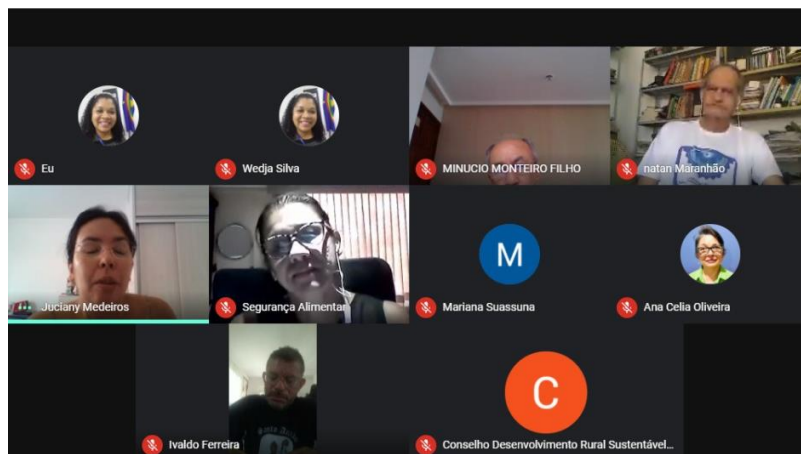 Eu
Wedja Silva
MINUCIO MONTEIRO FILHO
natan Maranhão
Juciany Medeiros
Segurança Alimentar
M
Mariana Suassuna
Ana Celia Oliveira
Ivaldo Ferreira
C
Conselho Desenvolvimento Rural Sustentável...